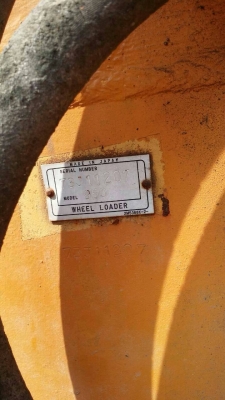 MADE IN JAPAN
SERIAL NUMBER
MODEL
WHEEL LOADER